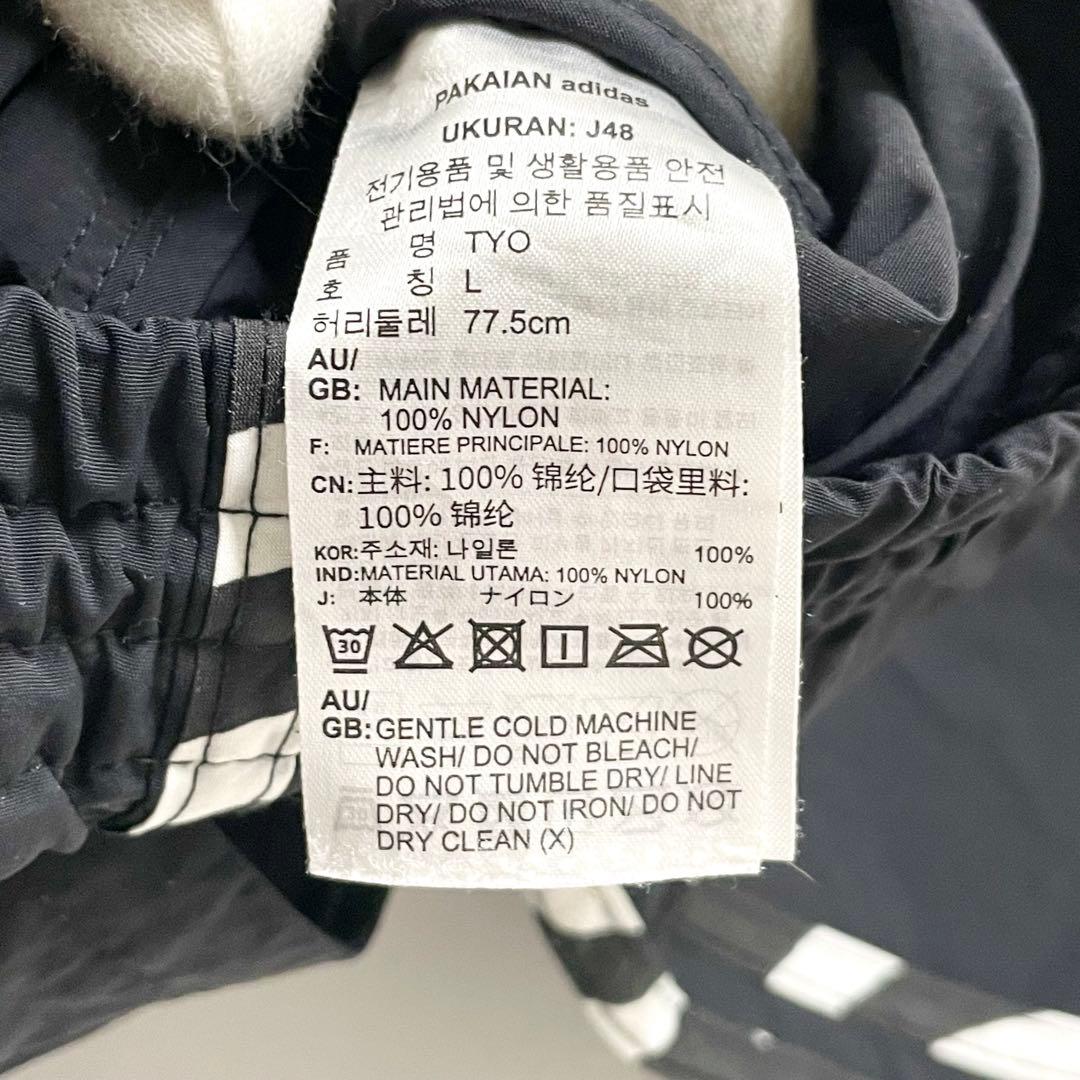 PAKAIAN adidas
UKURAN: J48
전기용품 및 생활용품 안전
관리법에 의한 품질표시
품 명 TYO
호 칭 L
허리둘레 77.5cm
AU/
GB: MAIN MATERIAL:
100% NYLON
F: MATIERE PRINCIPALE: 100% NYLON
CN: 主料: 100% 锦纶/口袋里料:
100% 锦纶
KOR: 주소재: 나일론 100%
IND: MATERIAL UTAMA: 100% NYLON
J: 本体 ナイロン 100%
30
AU/
GB: GENTLE COLD MACHINE
WASH/ DO NOT BLEACH/
DO NOT TUMBLE DRY/ LINE
DRY/ DO NOT IRON/ DO NOT
DRY CLEAN (X)